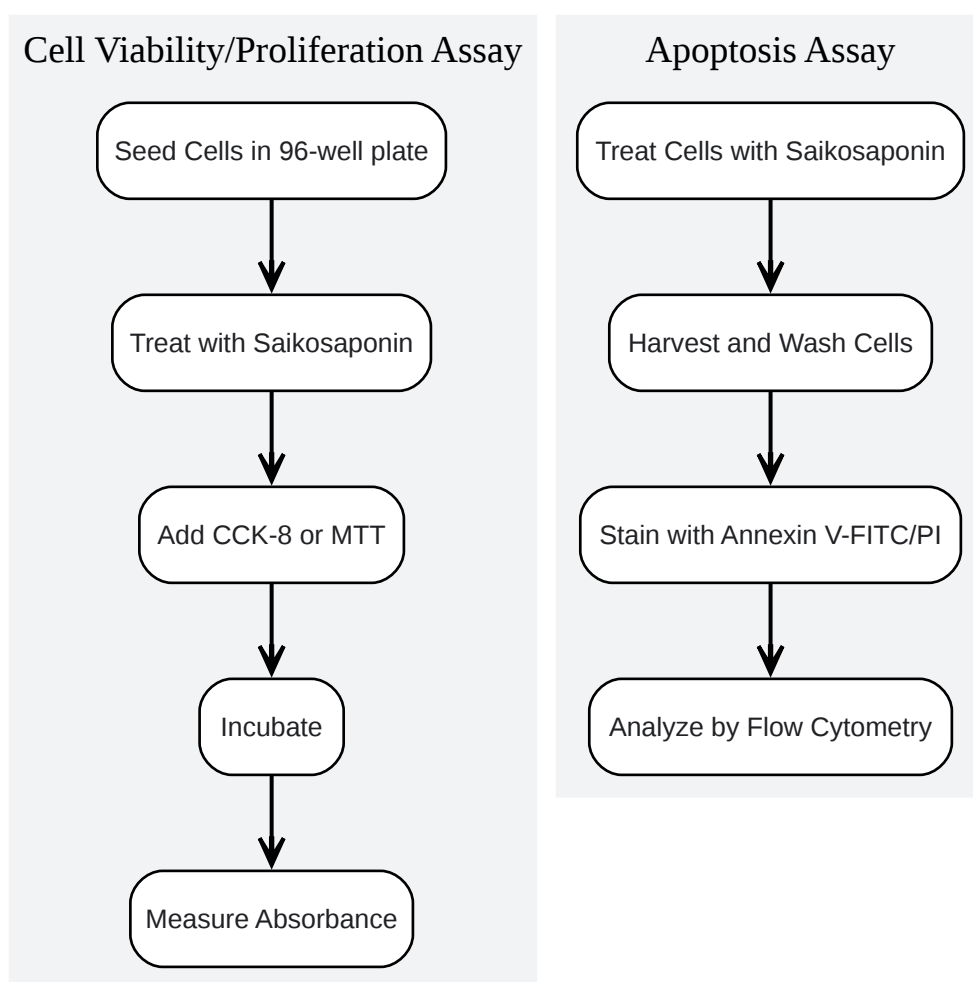 Cell Viability/Proliferation Assay
Seed Cells in 96-well plate
Treat with Saikosaponin
Add CCK-8 or MTT
Incubate
Measure Absorbance
Apoptosis Assay
Treat Cells with Saikosaponin
Harvest and Wash Cells
Stain with Annexin V-FITC/PI
Analyze by Flow Cytometry